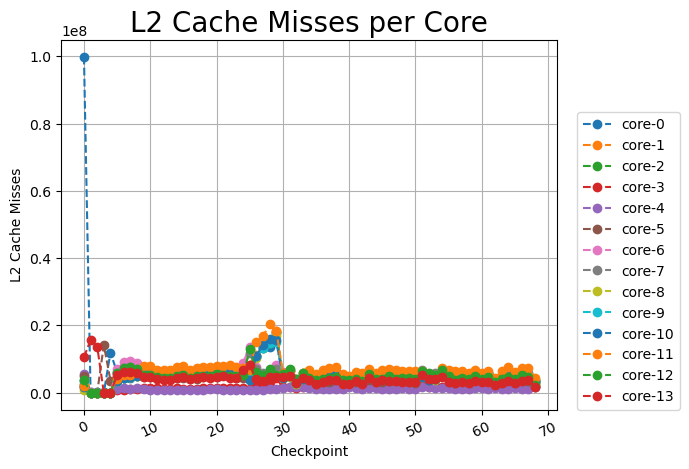 L2 Cache Misses per Core
1e8
1.0
0.8
0.6
0.4
0.2
0.0
L2 Cache Misses
0
10
20
30
40
50
60
70
Checkpoint
core-0
core-1
core-2
core-3
core-4
core-5
core-6
core-7
core-8
core-9
core-10
core-11
core-12
core-13